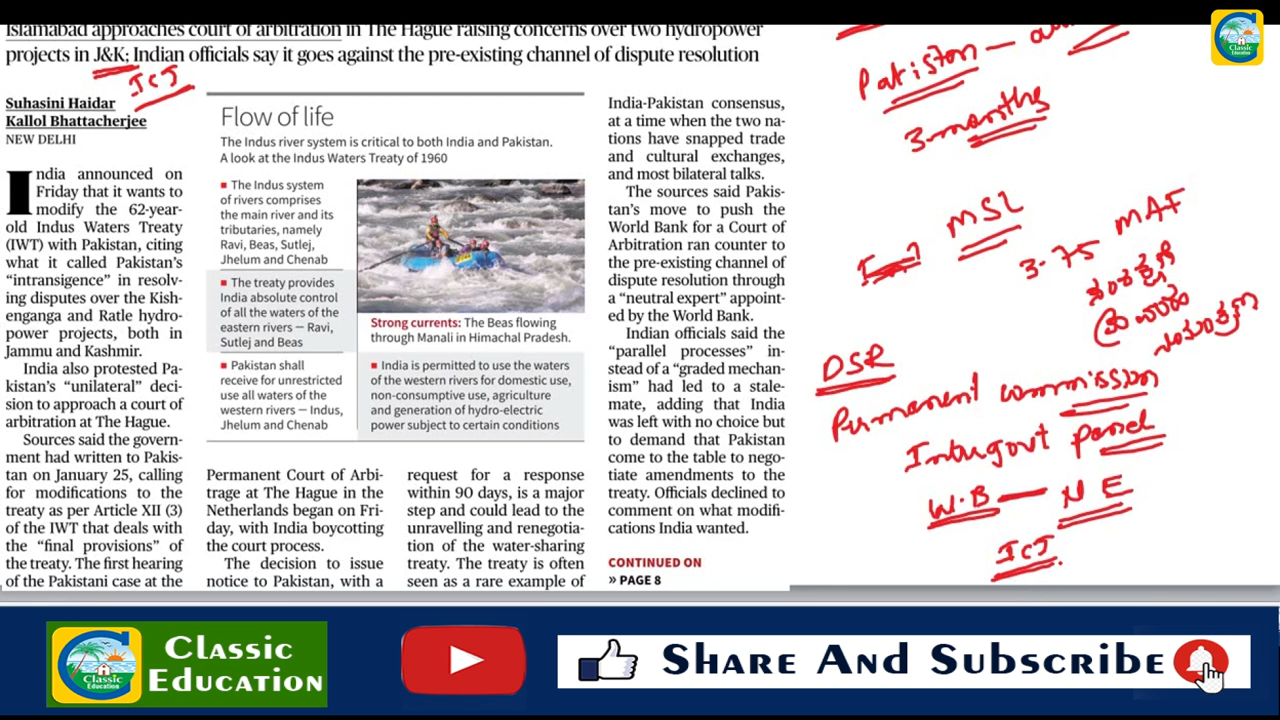 Islamabad approaches court of arbitration in The Hague raising concerns over two hydropower
projects in J&K; Indian officials say it goes against the pre-existing channel of dispute resolution
ICJ
Suhasini Haidar
Kallol Bhattacherjee
NEW DELHI
India announced on
Friday that it wants to
modify the 62-year-
old Indus Waters Treaty
(IWT) with Pakistan, citing
what it called Pakistan's
“intransigence” in resolv-
ing disputes over the Kish-
enganga and Ratle hydro-
power projects, both in
Jammu and Kashmir.
India also protested Pa-
kistan's “unilateral” deci-
sion to approach a court of
arbitration at The Hague.
Sources said the govern-
ment had written to Pakis-
tan on January 25, calling
for modifications to the
treaty as per Article XII (3)
of the IWT that deals with
the “final provisions” of
the treaty. The first hearing
of the Pakistani case at the
Flow of life
The Indus river system is critical to both India and Pakistan.
A look at the Indus Waters Treaty of 1960
■ The Indus system
of rivers comprises
the main river and its
tributaries, namely
Ravi, Beas, Sutlej,
Jhelum and Chenab
■ The treaty provides
India absolute control
of all the waters of the
eastern rivers — Ravi,
Sutlej and Beas
■ Pakistan shall
receive for unrestricted
use all waters of the
western rivers — Indus,
Jhelum and Chenab
Strong currents: The Beas flowing
through Manali in Himachal Pradesh.
■ India is permitted to use the waters
of the western rivers for domestic use,
non-consumptive use, agriculture
and generation of hydro-electric
power subject to certain conditions
Permanent Court of Arbi-
trage at The Hague in the
Netherlands began on Fri-
day, with India boycotting
the court process.
The decision to issue
notice to Pakistan, with a
request for a response
within 90 days, is a major
step and could lead to the
unravelling and renegotia-
tion of the water-sharing
treaty. The treaty is often
seen as a rare example of
India-Pakistan consensus,
at a time when the two na-
tions have snapped trade
and cultural exchanges,
and most bilateral talks.
The sources said Pakis-
tan's move to push the
World Bank for a Court of
Arbitration ran counter to
the pre-existing channel of
dispute resolution through
a “neutral expert” appoint-
ed by the World Bank.
Indian officials said the
“parallel processes” in-
stead of a “graded mechan-
ism” had led to a stale-
mate, adding that India
was left with no choice but
to demand that Pakistan
come to the table to nego-
tiate amendments to the
treaty. Officials declined to
comment on what modifi-
cations India wanted.
CONTINUED ON
» PAGE 8
Pakistan –
3 months
MSL
3.75 MAF
DSR
Permanent commission
Intergovt panel
W.B — N E
ICJ
Classic
Education
Classic
Education
Classic
Education
Share And Subscribe